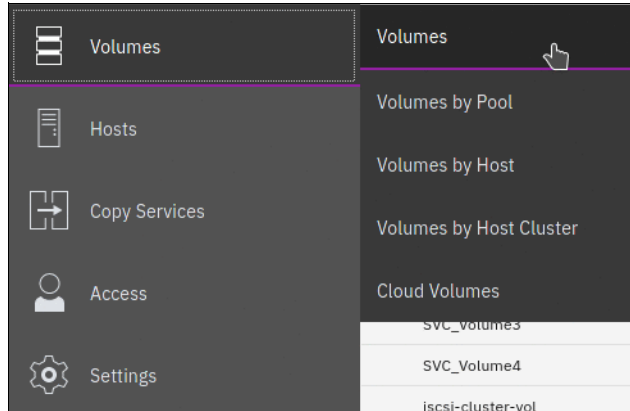 Volumes
Hosts
Copy Services
Access
Settings
Volumes
Volumes by Pool
Volumes by Host
Volumes by Host Cluster
Cloud Volumes
SVC_Volume3
SVC_Volume4
iscsi-cluster-vol